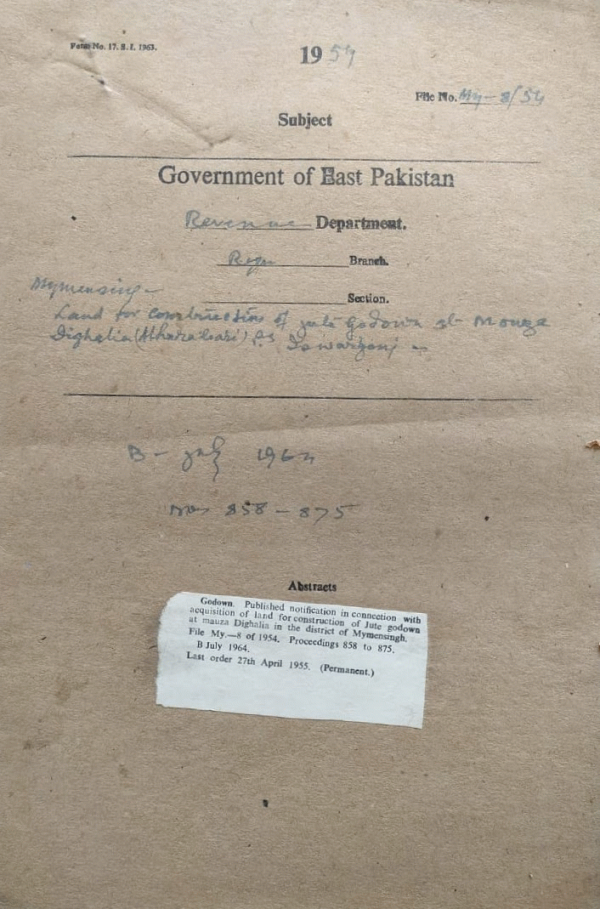 Form No. 17. B. I. 1963.
1954
File No. My-8/54
Subject
Government of East Pakistan
Revenue Department.
Branch.
Section.
Mymensing-
Land for construction of jute Godown at Mouza
Dighalia
B- July 1964
Nos 858-875
Abstracts
Godown. Published notification in connection with
acquisition of land for construction of Jute godown
at mauza Dighalia in the district of Mymensingh.
File My.—8 of 1954. Proceedings 858 to 875.
B July 1964.
Last order 27th April 1955. (Permanent.)